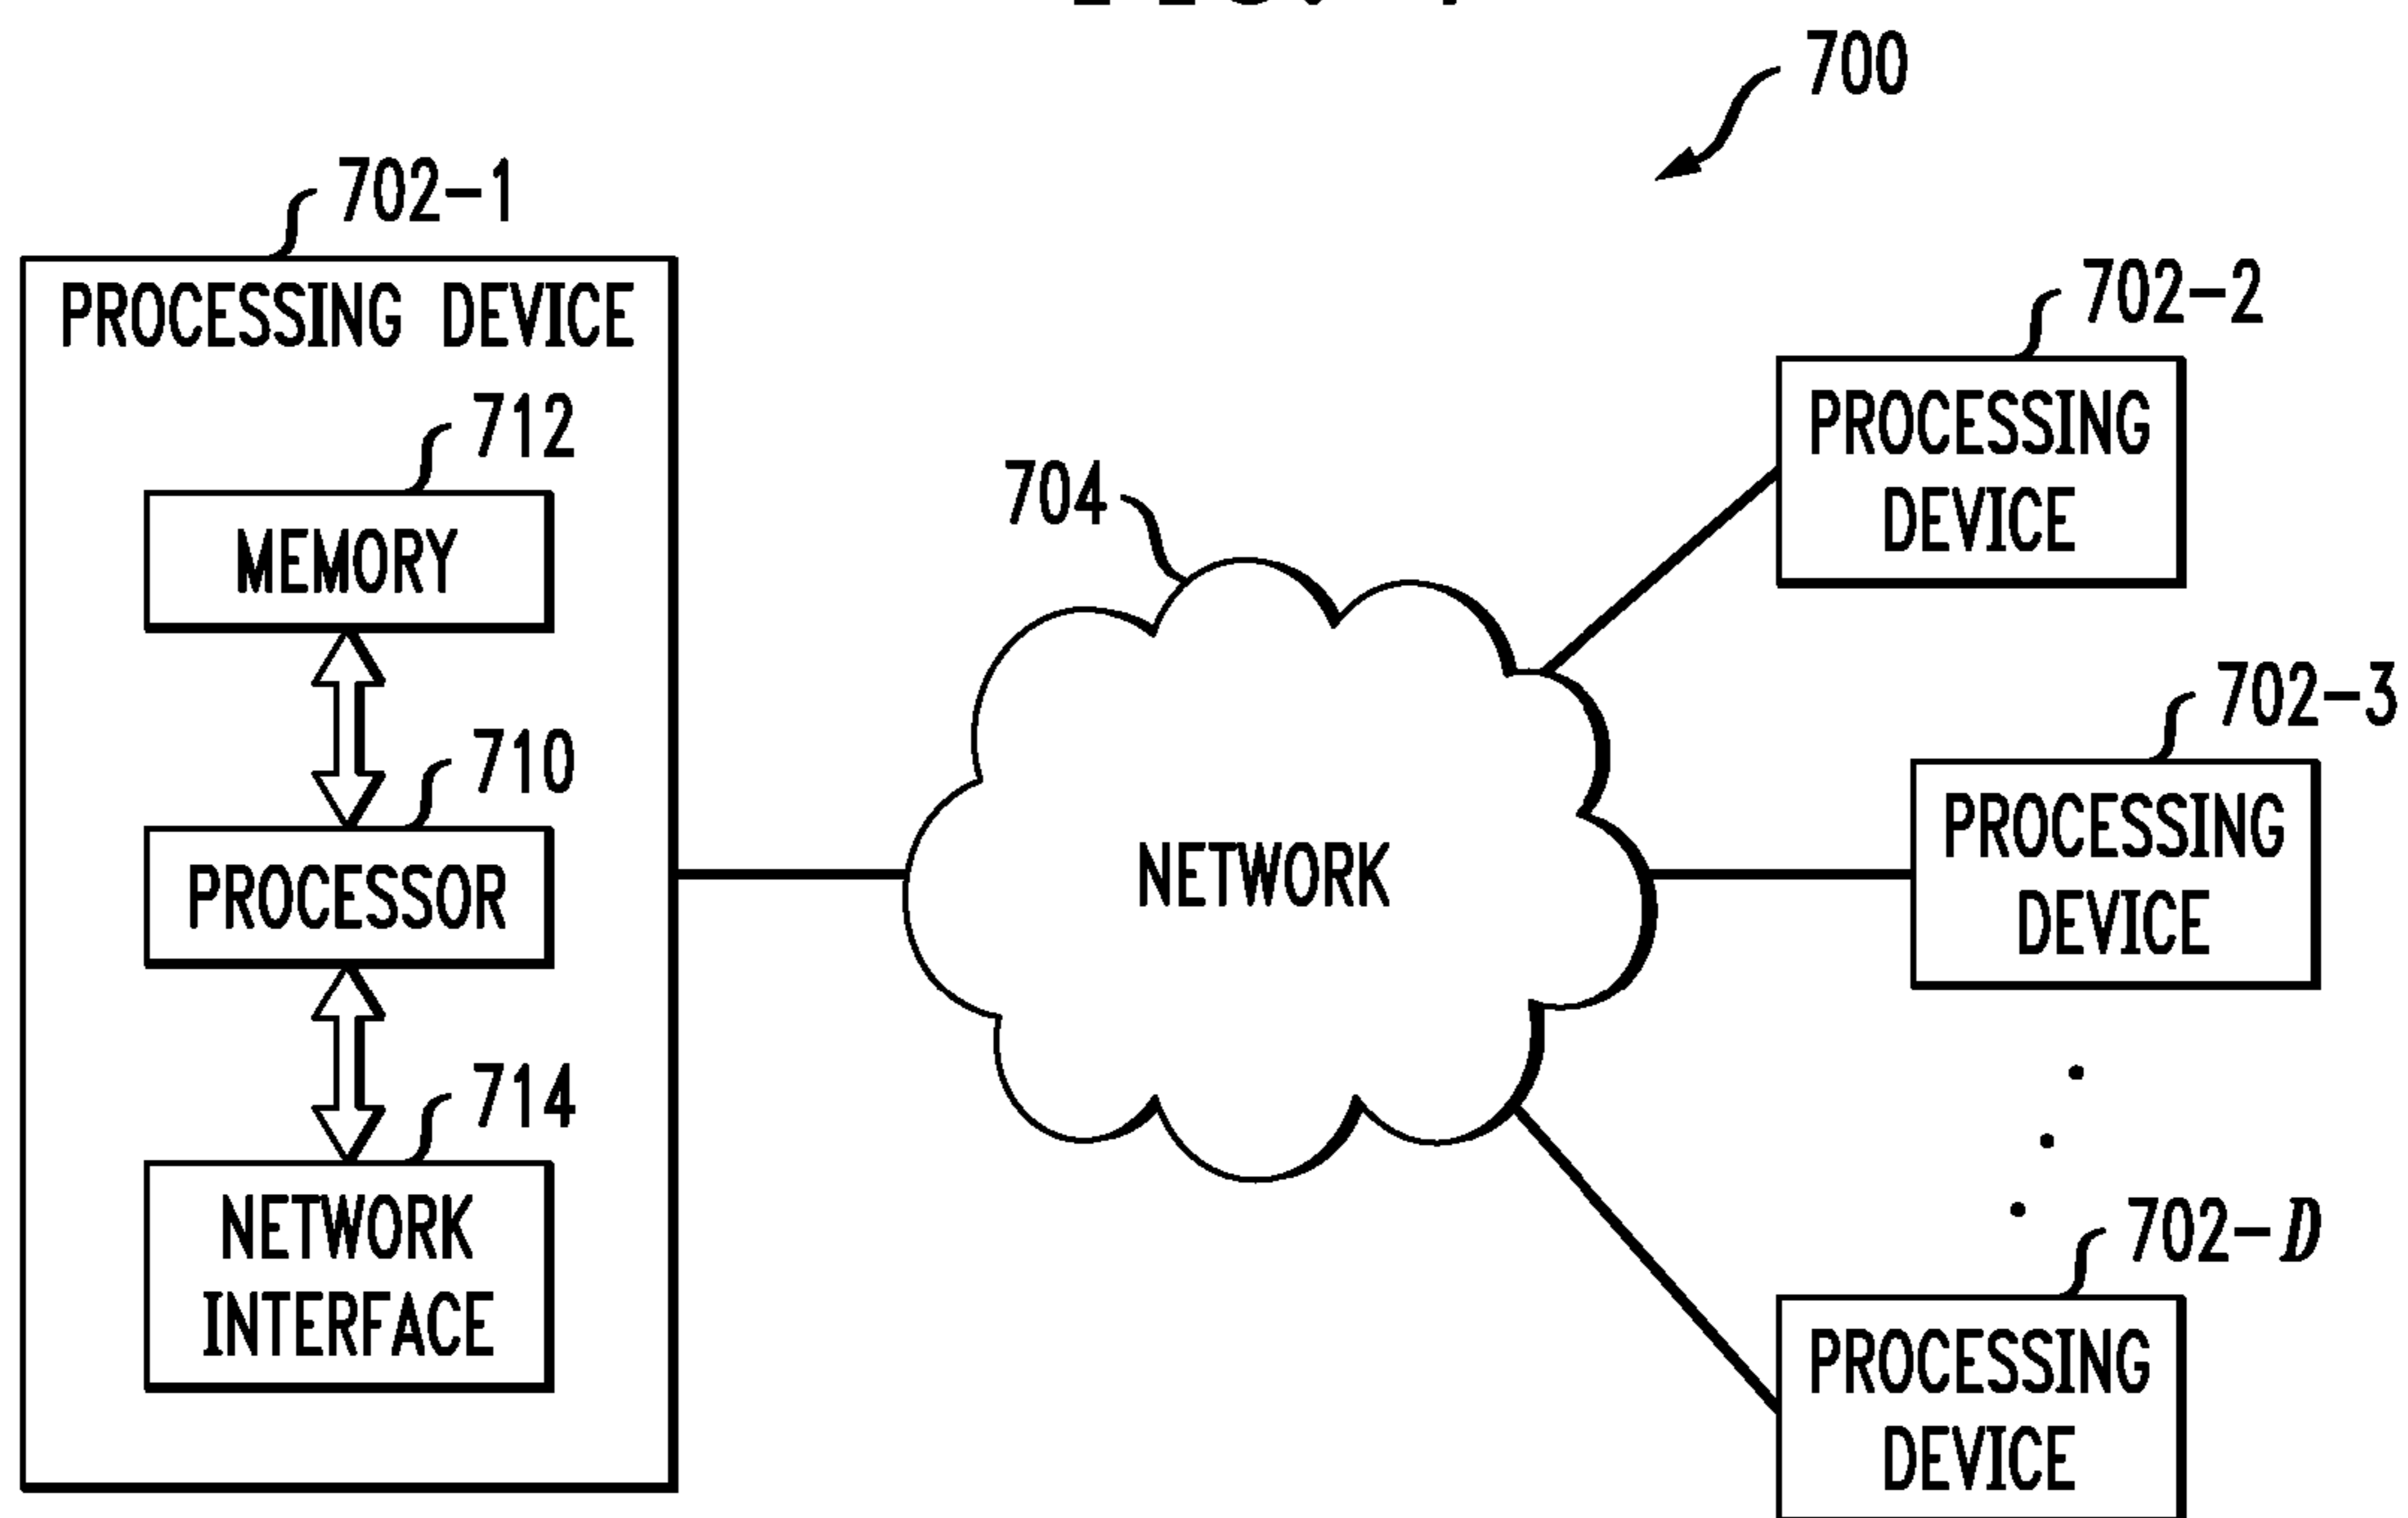 700
702-1
PROCESSING DEVICE
712
MEMORY
710
PROCESSOR
714
NETWORK
INTERFACE
704
NETWORK
702-2
PROCESSING
DEVICE
702-3
PROCESSING
DEVICE
702-D
PROCESSING
DEVICE